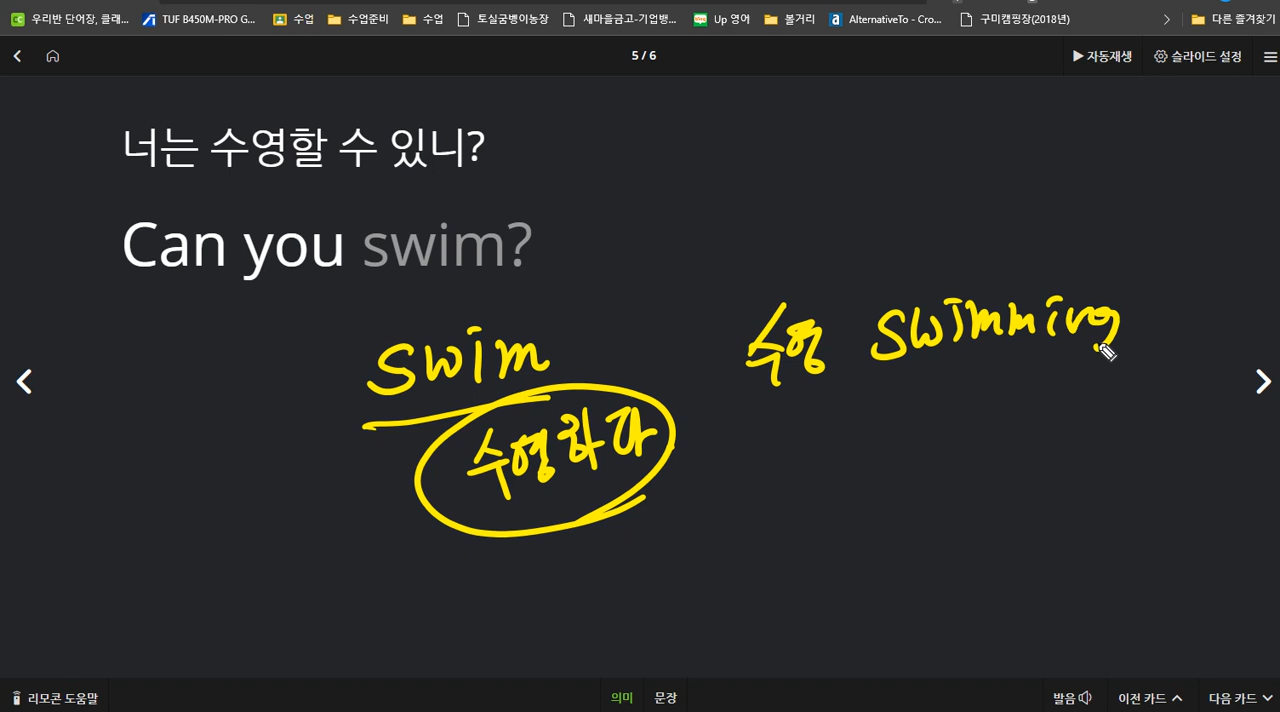 우리반 단어장, 클래... TUF B450M-PRO G... 수업 수업준비 수업 토실금뱅이농장 새마을금고-기업뱅... Up 영어 볼거리 AlternativeTo - Cro... 구미캠핑장(2018년) 다른 즐겨찾기
5 / 6 자동재생 슬라이드 설정
너는 수영할 수 있니?
Can you swim?
수영 swimming
swim
수영하다
리모콘 도움말 의미 문장 발음 이전 카드 다음 카드